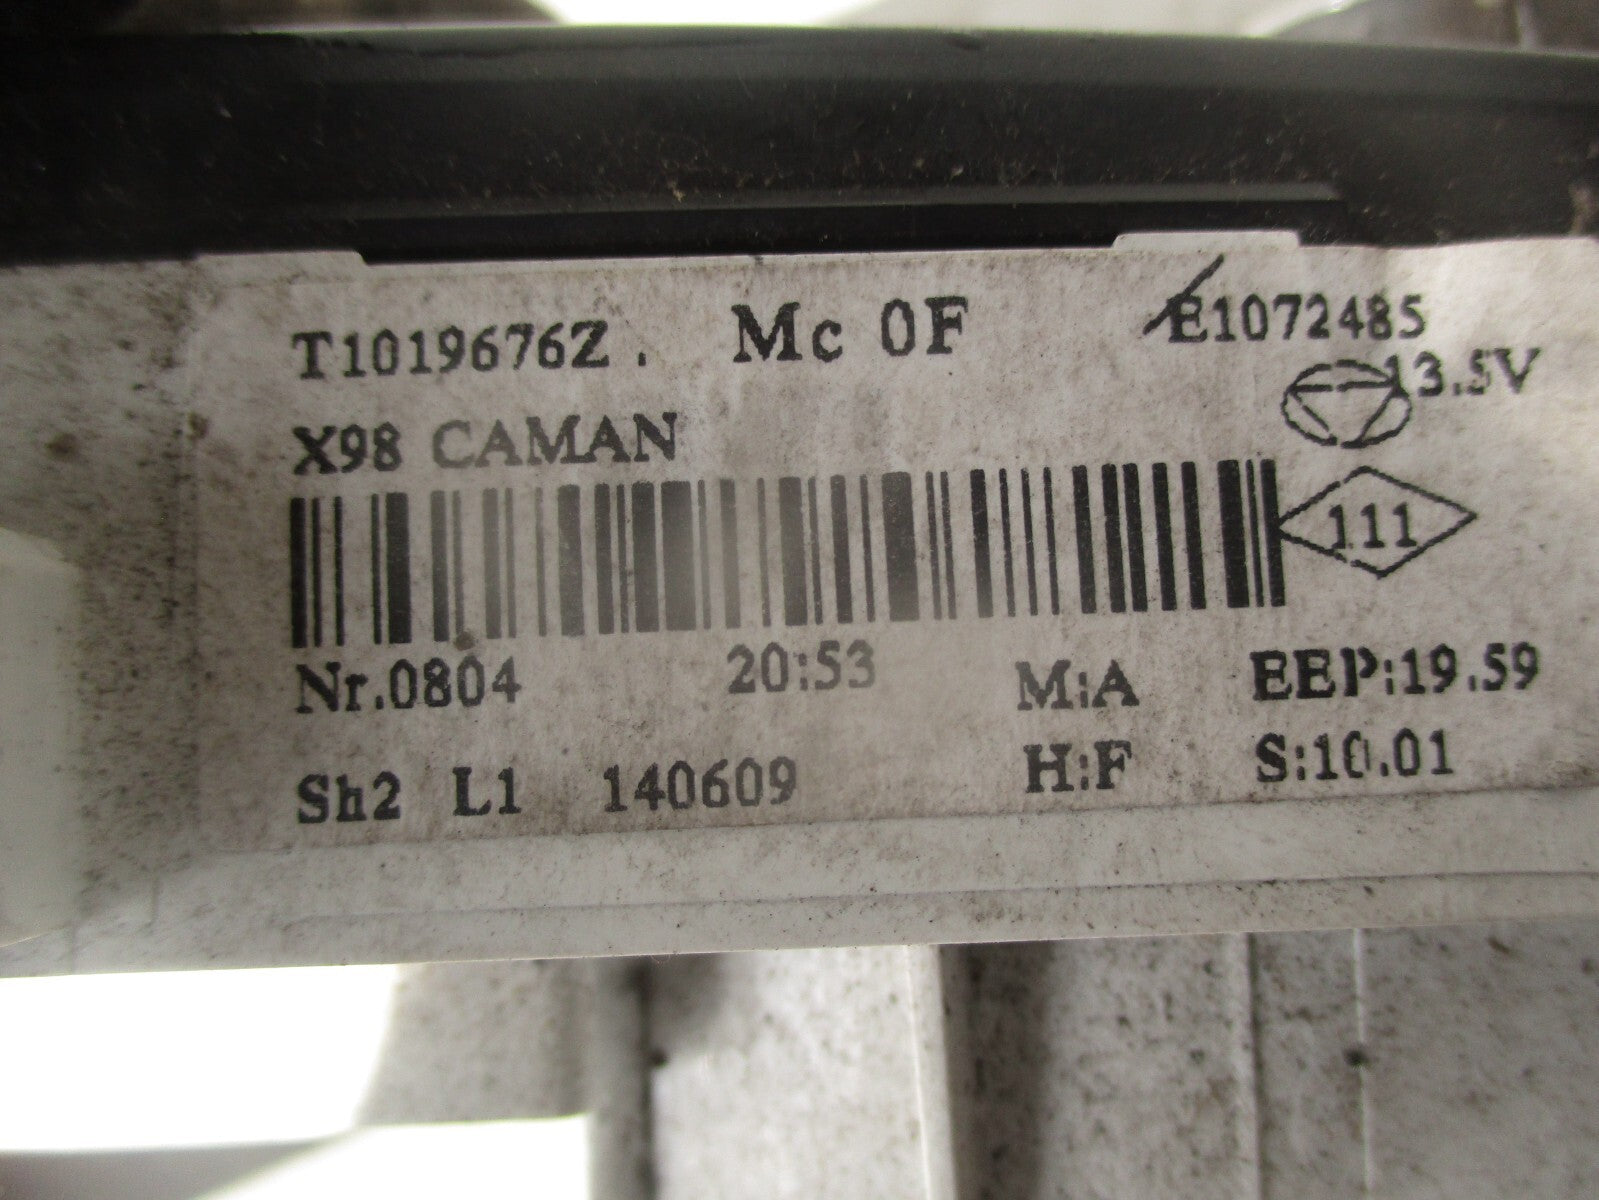 T1019676Z. Mc 0F E1072485
13.5V
X98 CAMAN
111
Nr.0804 20:53 M:A EEP:19.59
Sh2 L1 140609 H:F S:10.01